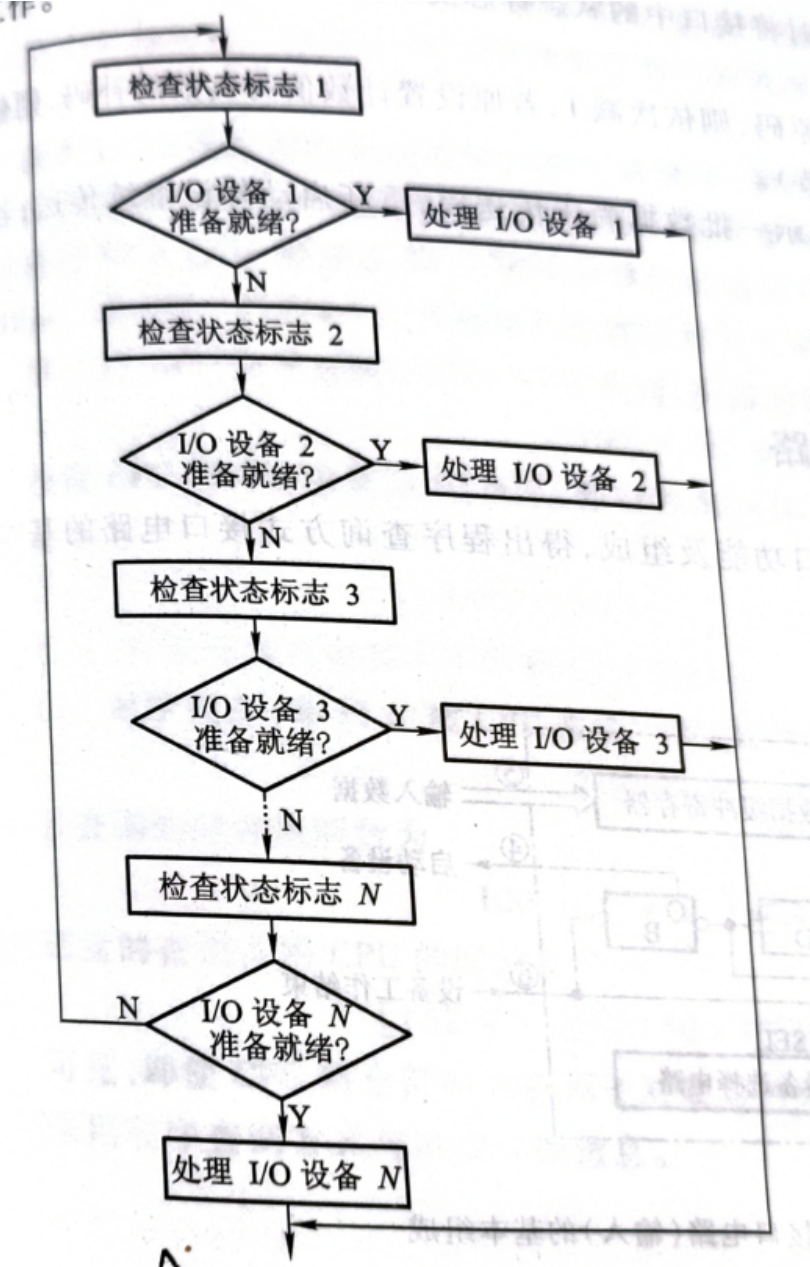 .1F。
检查状态标志 1
I/O 设备 1
准备就绪?
Y
处理 I/O 设备 1
N
检查状态标志 2
I/O 设备 2
准备就绪?
Y
处理 I/O 设备 2
N
检查状态标志 3
I/O 设备 3
准备就绪?
Y
处理 I/O 设备 3
N
检查状态标志 N
N
I/O 设备 N
准备就绪?
Y
处理 I/O 设备 N